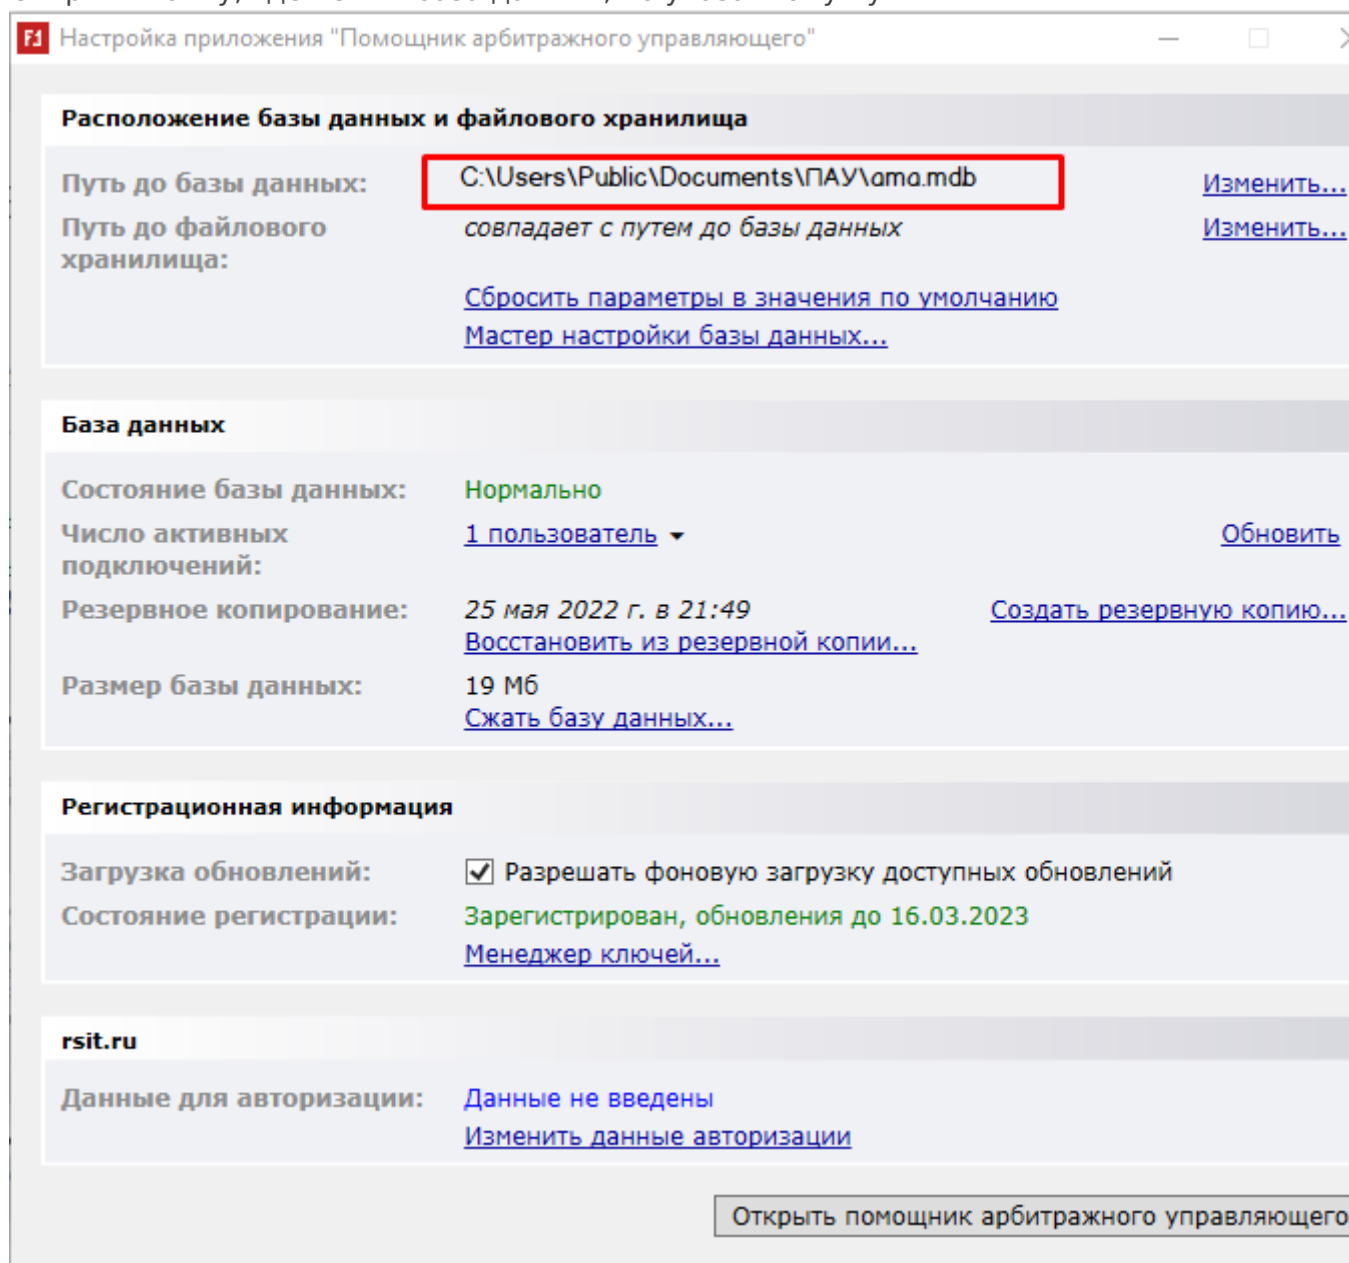 F1 Настройка приложения "Помощник арбитражного управляющего"
Расположение базы данных и файлового хранилища
Путь до базы данных: C:\Users\Public\Documents\ПАУ\ama.mdb Изменить...
Путь до файлового хранилища: совпадает с путем до базы данных Изменить...
Сбросить параметры в значения по умолчанию
Мастер настройки базы данных...
База данных
Состояние базы данных: Нормально
Число активных подключений: 1 пользователь Обновить
Резервное копирование: 25 мая 2022 г. в 21:49 Создать резервную копию...
Восстановить из резервной копии...
Размер базы данных: 19 Мб
Сжать базу данных...
Регистрационная информация
Загрузка обновлений: Разрешать фоновую загрузку доступных обновлений
Состояние регистрации: Зарегистрирован, обновления до 16.03.2023
Менеджер ключей...
rsit.ru
Данные для авторизации: Данные не введены
Изменить данные авторизации
Открыть помощник арбитражного управляющего